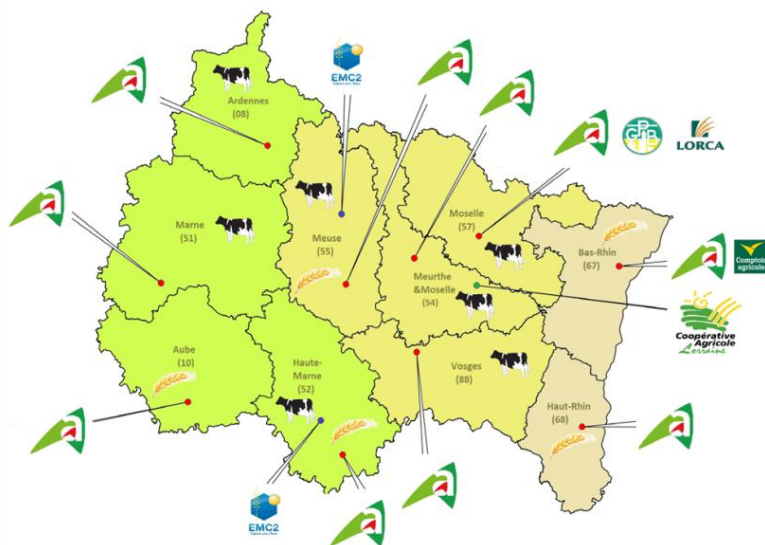 EMC2
Ardennes
(08)
GPB
LORCA
Marne
(51)
Meuse
(55)
Moselle
(57)
Meurthe
&Moselle
(54)
Bas-Rhin
(67)
Comptoir
agricole
Coopérative
Agricole
Lorraine
Aube
(10)
Haute-
Marne
(52)
Vosges
(88)
Haut-Rhin
(68)
EMC2